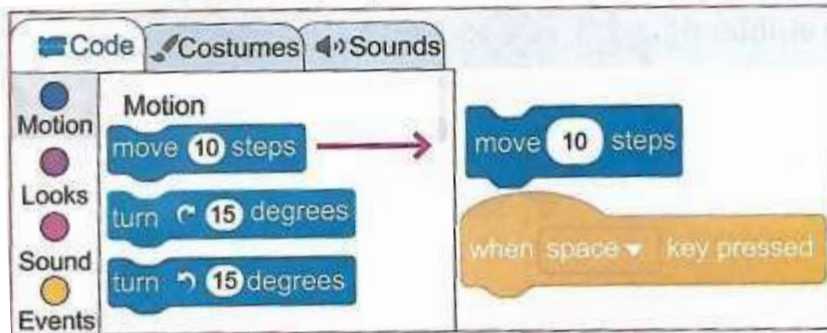 Code Costumes Sounds
Motion
Looks
Sound
Events
Motion
move 10 steps
turn 15 degrees
turn 15 degrees
move 10 steps
when space key pressed